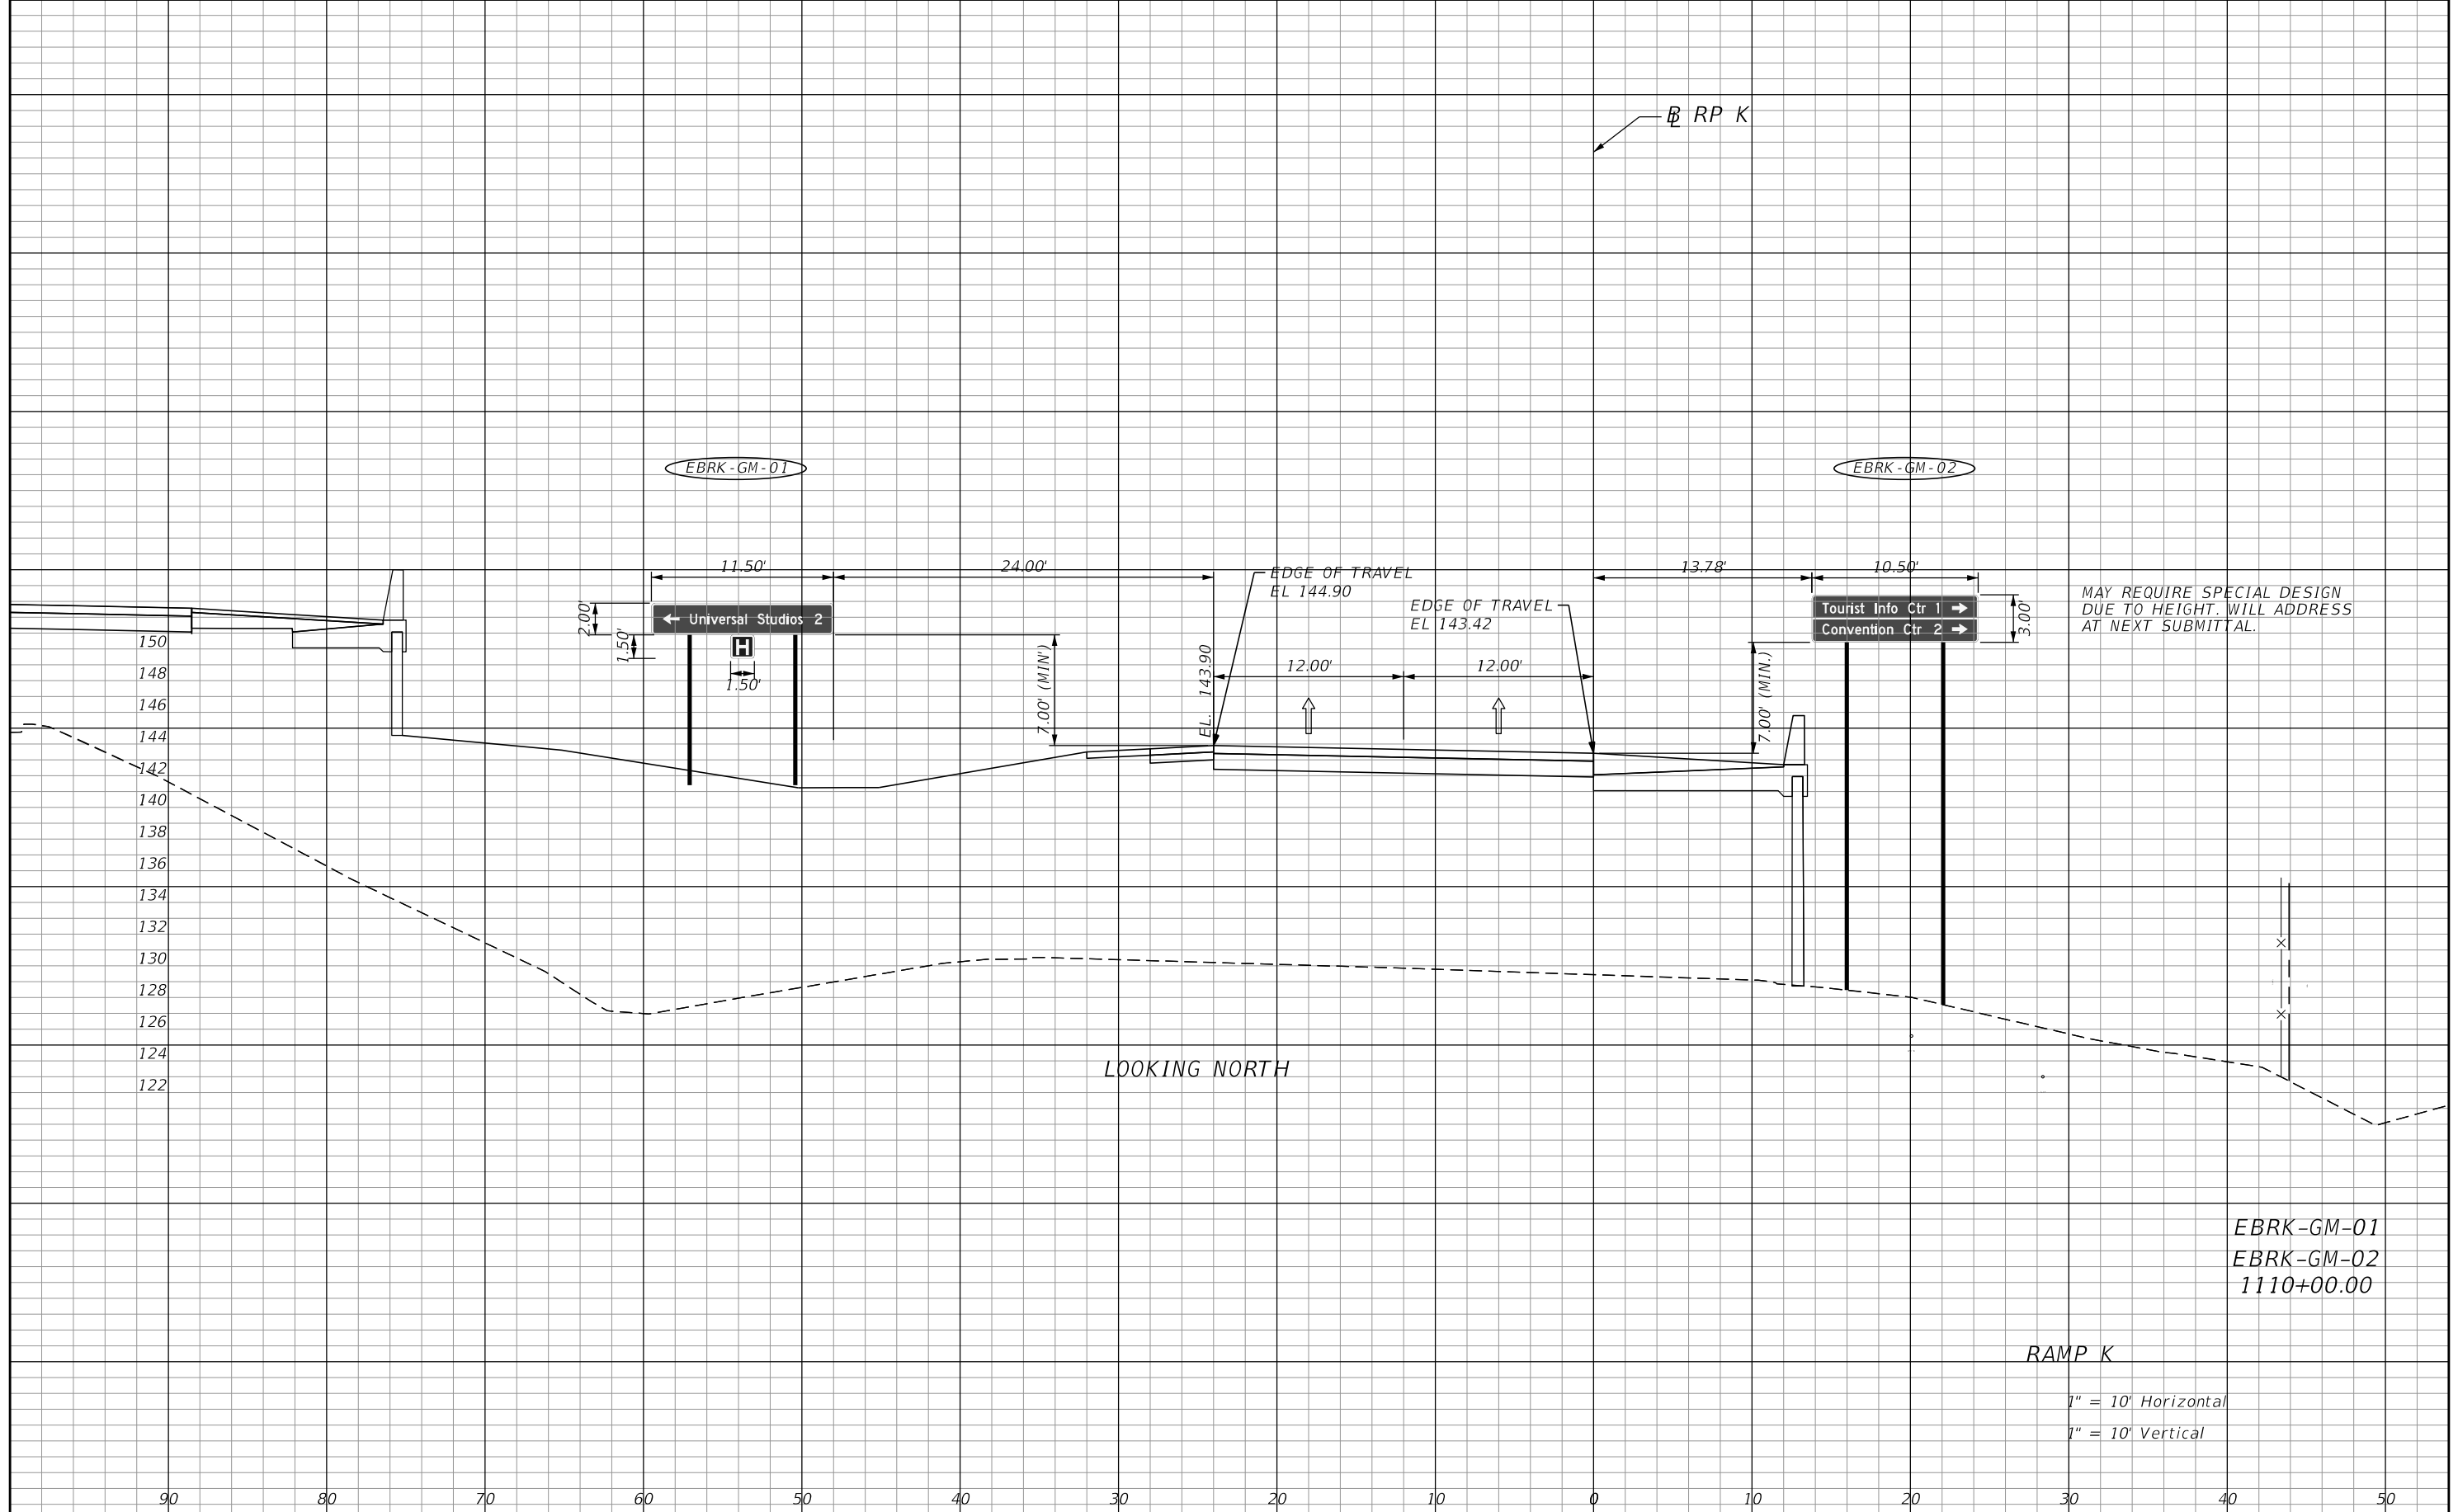 BL RP K
EBRK-GM-01
EBRK-GM-02
11.50'
24.00'
13.78'
10.50'
EDGE OF TRAVEL
EL 144.90
EDGE OF TRAVEL
EL 143.42
MAY REQUIRE SPECIAL DESIGN
DUE TO HEIGHT. WILL ADDRESS
AT NEXT SUBMITTAL.
2.00'
← Universal Studios 2
Tourist Info Ctr 1 →
Convention Ctr 2 →
3.00'
1.50'
H
1.50'
7.00' (MIN')
EL. 143.90
12.00'
12.00'
7.00' (MIN.)
150
148
146
144
142
140
138
136
134
132
130
128
126
124
122
LOOKING NORTH
EBRK-GM-01
EBRK-GM-02
1110+00.00
RAMP K
1" = 10' Horizontal
1" = 10' Vertical
90 80 70 60 50 40 30 20 10 0 10 20 30 40 50